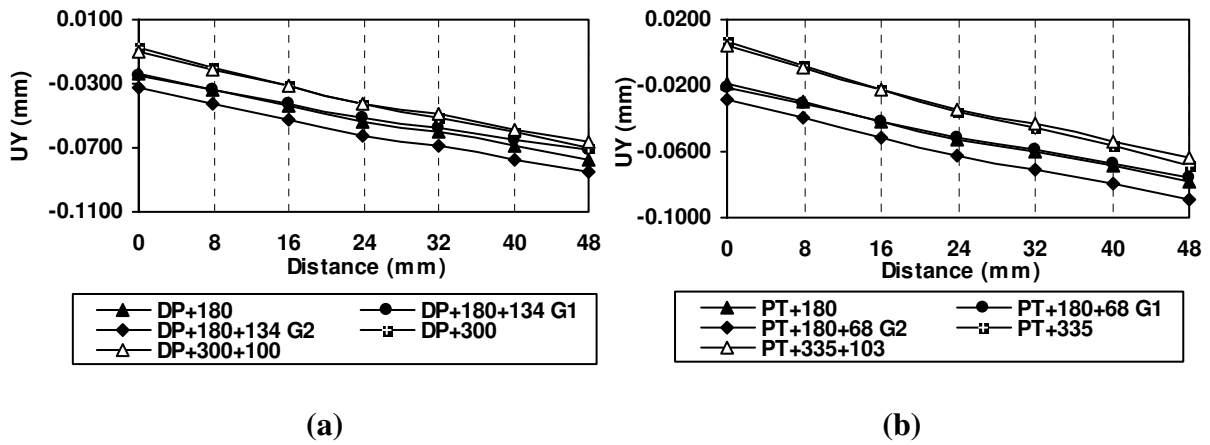 0.0100
-0.0300
-0.0700
-0.1100
UY (mm)
0 8 16 24 32 40 48
Distance (mm)
DP+180 DP+180+134 G1
DP+180+134 G2 DP+300
DP+300+100
(a)
0.0200
-0.0200
-0.0600
-0.1000
UY (mm)
0 8 16 24 32 40 48
Distance (mm)
PT+180 PT+180+68 G1
PT+180+68 G2 PT+335
PT+335+103
(b)